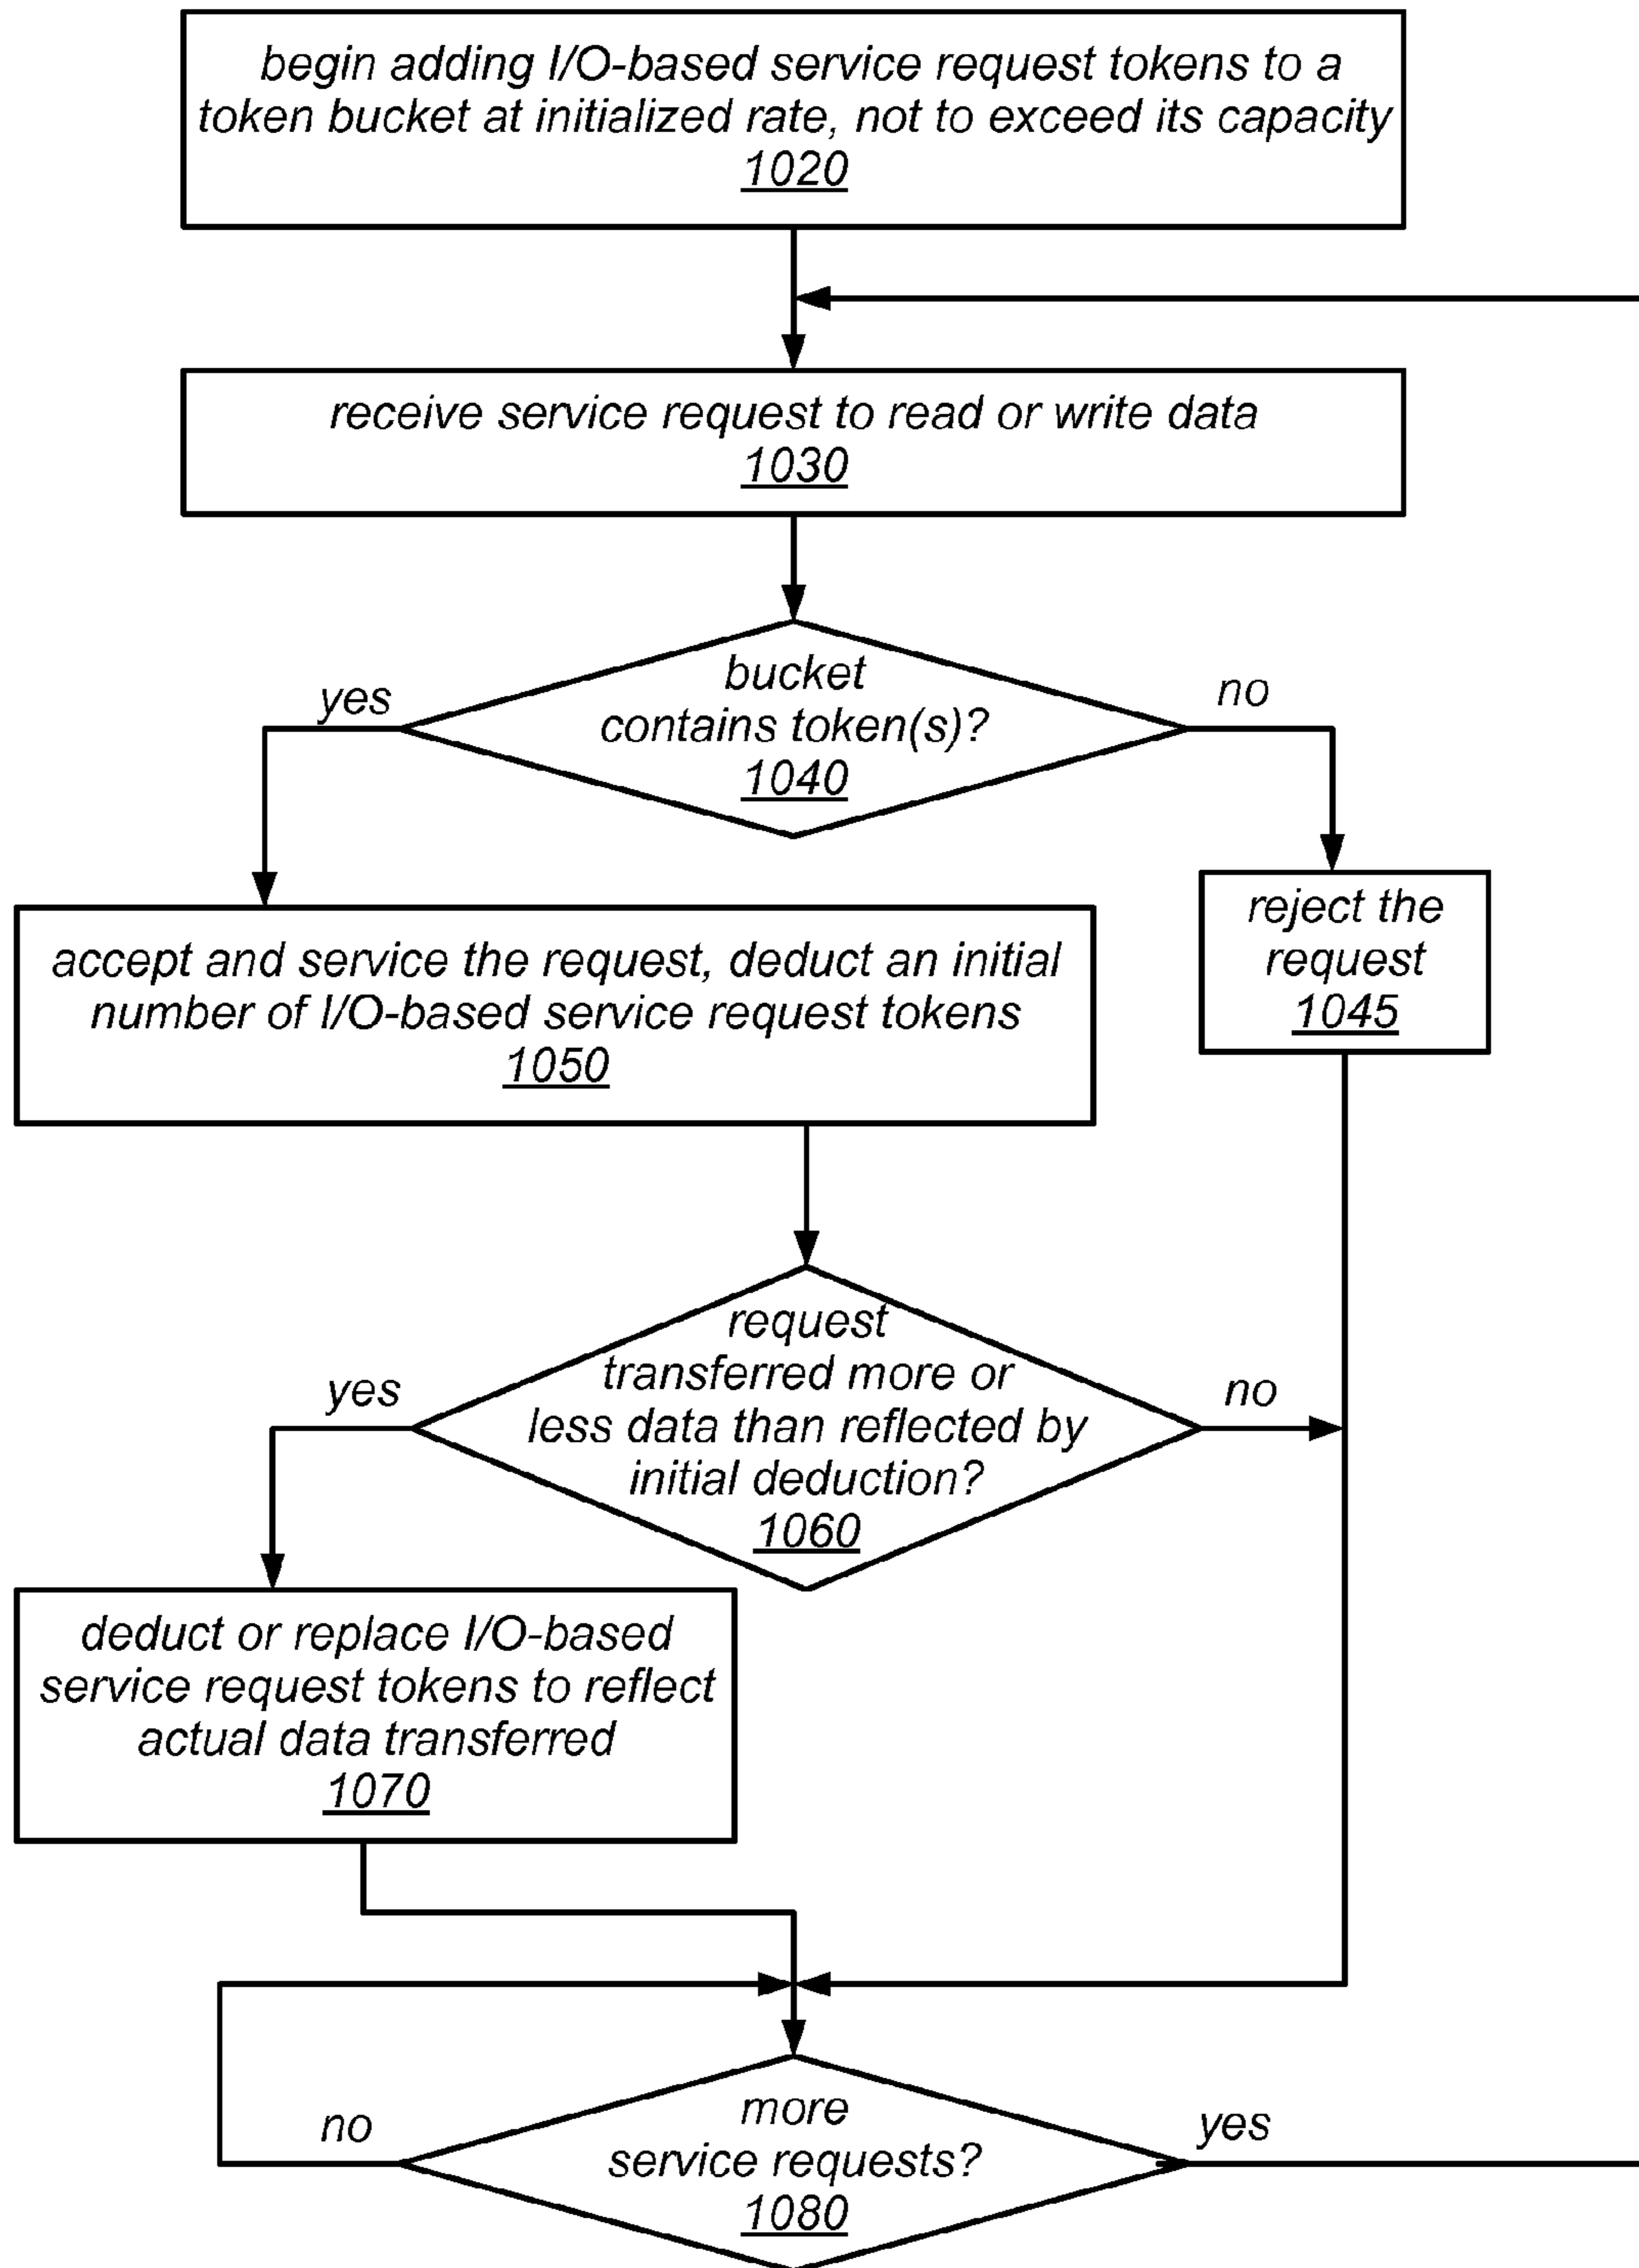 begin adding I/O-based service request tokens to a
token bucket at initialized rate, not to exceed its capacity
1020
receive service request to read or write data
1030
bucket
contains token(s)?
1040
yes
no
accept and service the request, deduct an initial
number of I/O-based service request tokens
1050
reject the
request
1045
request
transferred more or
less data than reflected by
initial deduction?
1060
yes
no
deduct or replace I/O-based
service request tokens to reflect
actual data transferred
1070
more
service requests?
1080
no
yes